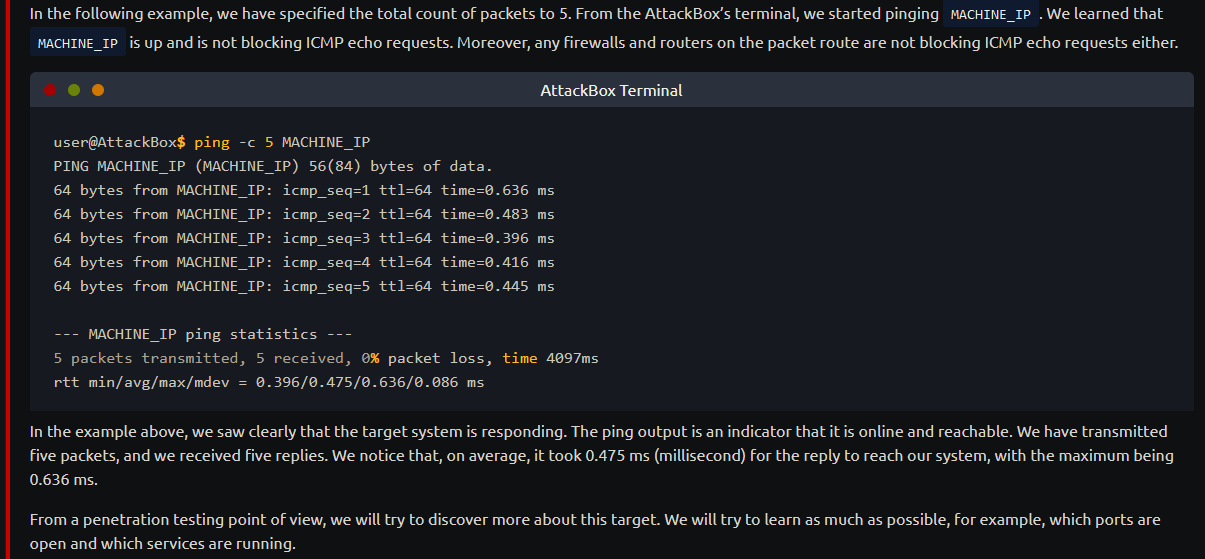 In the following example, we have specified the total count of packets to 5. From the AttackBox’s terminal, we started pinging MACHINE_IP . We learned that
MACHINE_IP is up and is not blocking ICMP echo requests. Moreover, any firewalls and routers on the packet route are not blocking ICMP echo requests either.
AttackBox Terminal
user@AttackBox$ ping -c 5 MACHINE_IP
PING MACHINE_IP (MACHINE_IP) 56(84) bytes of data.
64 bytes from MACHINE_IP: icmp_seq=1 ttl=64 time=0.636 ms
64 bytes from MACHINE_IP: icmp_seq=2 ttl=64 time=0.483 ms
64 bytes from MACHINE_IP: icmp_seq=3 ttl=64 time=0.396 ms
64 bytes from MACHINE_IP: icmp_seq=4 ttl=64 time=0.416 ms
64 bytes from MACHINE_IP: icmp_seq=5 ttl=64 time=0.445 ms
--- MACHINE_IP ping statistics ---
5 packets transmitted, 5 received, 0% packet loss, time 4097ms
rtt min/avg/max/mdev = 0.396/0.475/0.636/0.086 ms
In the example above, we saw clearly that the target system is responding. The ping output is an indicator that it is online and reachable. We have transmitted
five packets, and we received five replies. We notice that, on average, it took 0.475 ms (millisecond) for the reply to reach our system, with the maximum being
0.636 ms.
From a penetration testing point of view, we will try to discover more about this target. We will try to learn as much as possible, for example, which ports are
open and which services are running.